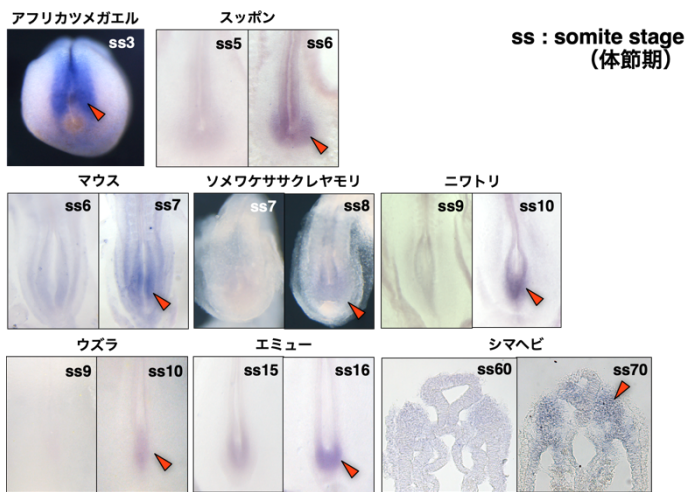 アフリカツメガエル
スッポン
ss : somite stage
（体節期）
ss3
ss5
ss6
マウス
ソメワケササクレヤモリ
ニワトリ
ss6
ss7
ss7
ss8
ss9
ss10
ウズラ
エミュー
シマヘビ
ss9
ss10
ss15
ss16
ss60
ss70